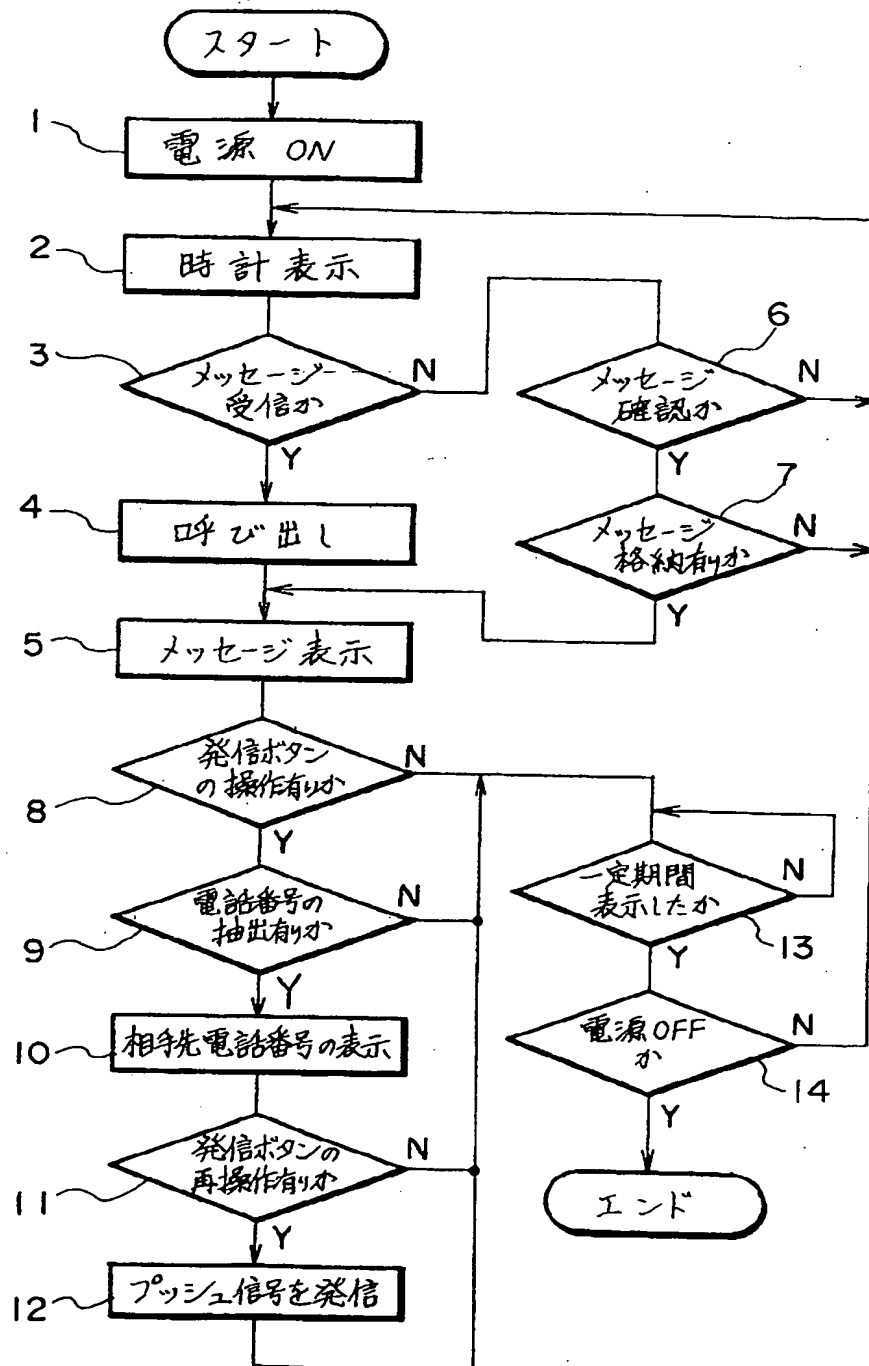 スタート
1
電源 ON
2
時計表示
3
メッセージ
受信か
N
Y
6
メッセージ
確認か
N
Y
7
メッセージ
格納有りか
N
Y
4
呼び出し
5
メッセージ表示
8
発信ボタン
の操作有りか
N
Y
9
電話番号の
抽出有りか
N
Y
10
相手先電話番号の表示
11
発信ボタンの
再操作有りか
N
Y
12
プッシュ信号を発信
一定期間
表示したか
N
13
Y
電源OFF
か
N
14
Y
エンド